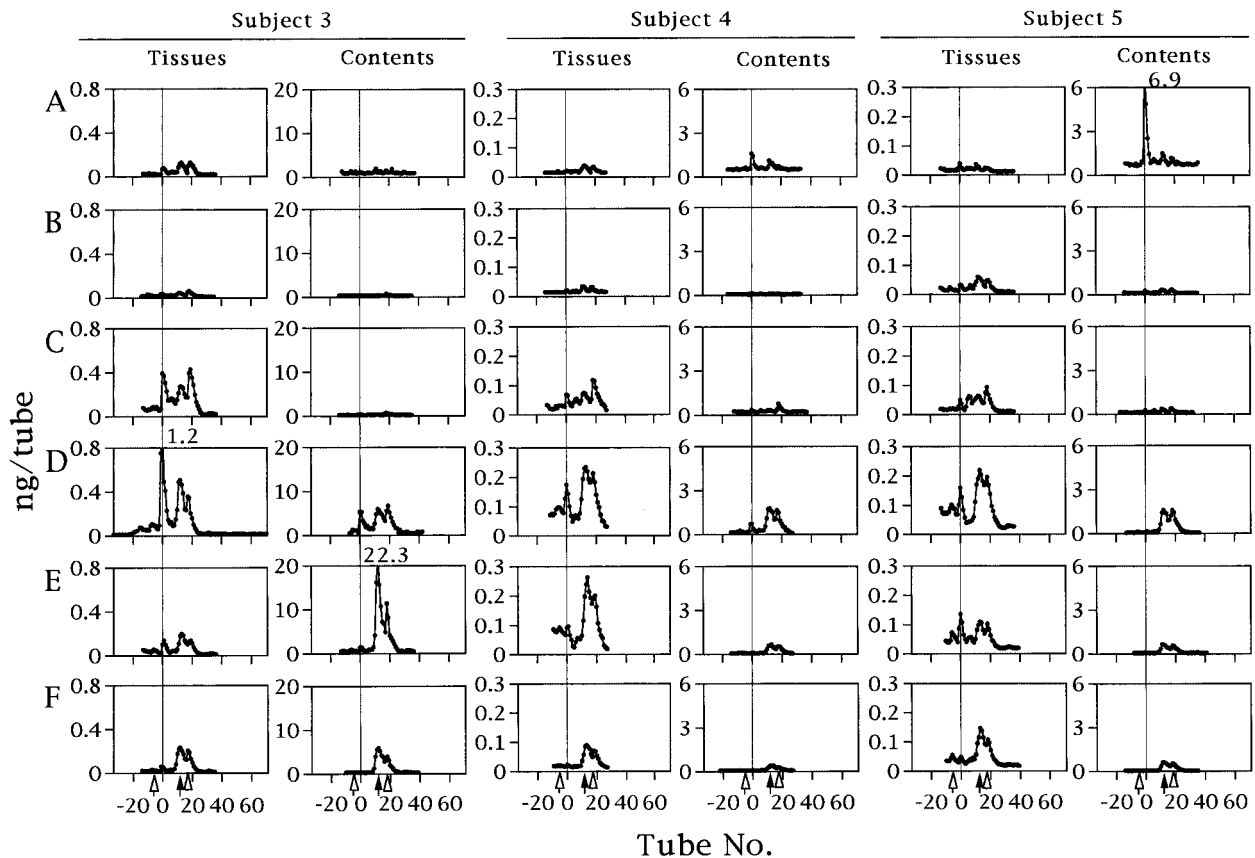 Subject 3 Subject 4 Subject 5
Tissues Contents Tissues Contents Tissues Contents
A 0.8 0.4 0 20 10 0 0.3 0.2 0.1 0 6 3 0 0.3 0.2 0.1 0 6 3 0 6.9
B 0.8 0.4 0 20 10 0 0.3 0.2 0.1 0 6 3 0 0.3 0.2 0.1 0 6 3 0
C 0.8 0.4 0 20 10 0 0.3 0.2 0.1 0 6 3 0 0.3 0.2 0.1 0 6 3 0
D 0.8 0.4 0 1.2 20 10 0 0.3 0.2 0.1 0 6 3 0 0.3 0.2 0.1 0 6 3 0
E 0.8 0.4 0 20 10 0 22.3 0.3 0.2 0.1 0 6 3 0 0.3 0.2 0.1 0 6 3 0
F 0.8 0.4 0 20 10 0 0.3 0.2 0.1 0 6 3 0 0.3 0.2 0.1 0 6 3 0
-20 0 20 40 60 -20 0 20 40 60 -20 0 20 40 60 -20 0 20 40 60 -20 0 20 40 60 -20 0 20 40 60
ng/tube
Tube No.